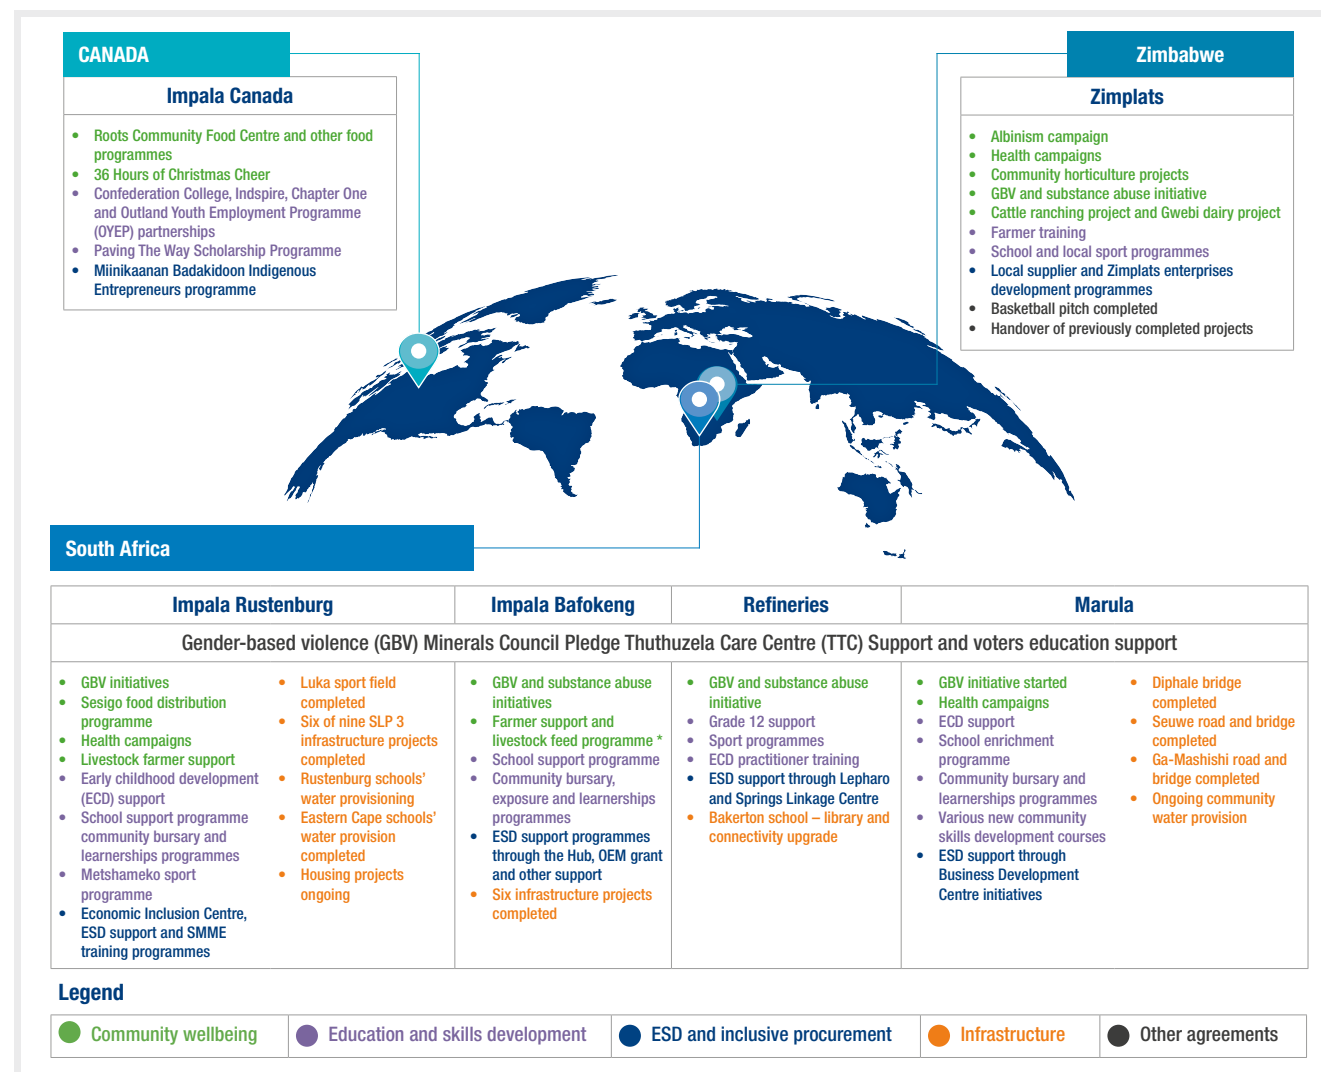 CANADA
Impala Canada
• Roots Community Food Centre and other food
programmes
• 36 Hours of Christmas Cheer
• Confederation College, Indspire, Chapter One
and Outland Youth Employment Programme
(OYEP) partnerships
• Paving The Way Scholarship Programme
• Miinikaanan Badakidoon Indigenous
Entrepreneurs programme
Zimbabwe
Zimplats
• Albinism campaign
• Health campaigns
• Community horticulture projects
• GBV and substance abuse initiative
• Cattle ranching project and Gwebi dairy project
• Farmer training
• School and local sport programmes
• Local supplier and Zimplats enterprises
development programmes
• Basketball pitch completed
• Handover of previously completed projects
South Africa
Impala Rustenburg
Impala Bafokeng
Refineries
Marula
Gender-based violence (GBV) Minerals Council Pledge Thuthuzela Care Centre (TTC) Support and voters education support
• GBV initiatives
• Sesigo food distribution
programme
• Health campaigns
• Livestock farmer support
• Early childhood development
(ECD) support
• School support programme
community bursary and
learnerships programmes
• Metshameko sport
programme
• Economic Inclusion Centre,
ESD support and SMME
training programmes
• Luka sport field
completed
• Six of nine SLP 3
infrastructure projects
completed
• Rustenburg schools’
water provisioning
• Eastern Cape schools’
water provision
completed
• Housing projects
ongoing
• GBV and substance abuse
initiatives
• Farmer support and
livestock feed programme *
• School support programme
• Community bursary,
exposure and learnerships
programmes
• ESD support programmes
through the Hub, OEM grant
and other support
• Six infrastructure projects
completed
• GBV and substance abuse
initiative
• Grade 12 support
• Sport programmes
• ECD practitioner training
• ESD support through Lepharo
and Springs Linkage Centre
• Bakerton school – library and
connectivity upgrade
• GBV initiative started
• Health campaigns
• ECD support
• School enrichment
programme
• Community bursary and
learnerships programmes
• Various new community
skills development courses
• ESD support through
Business Development
Centre initiatives
• Diphale bridge
completed
• Seuwe road and bridge
completed
• Ga-Mashishi road and
bridge completed
• Ongoing community
water provision
Legend
Community wellbeing
Education and skills development
ESD and inclusive procurement
Infrastructure
Other agreements